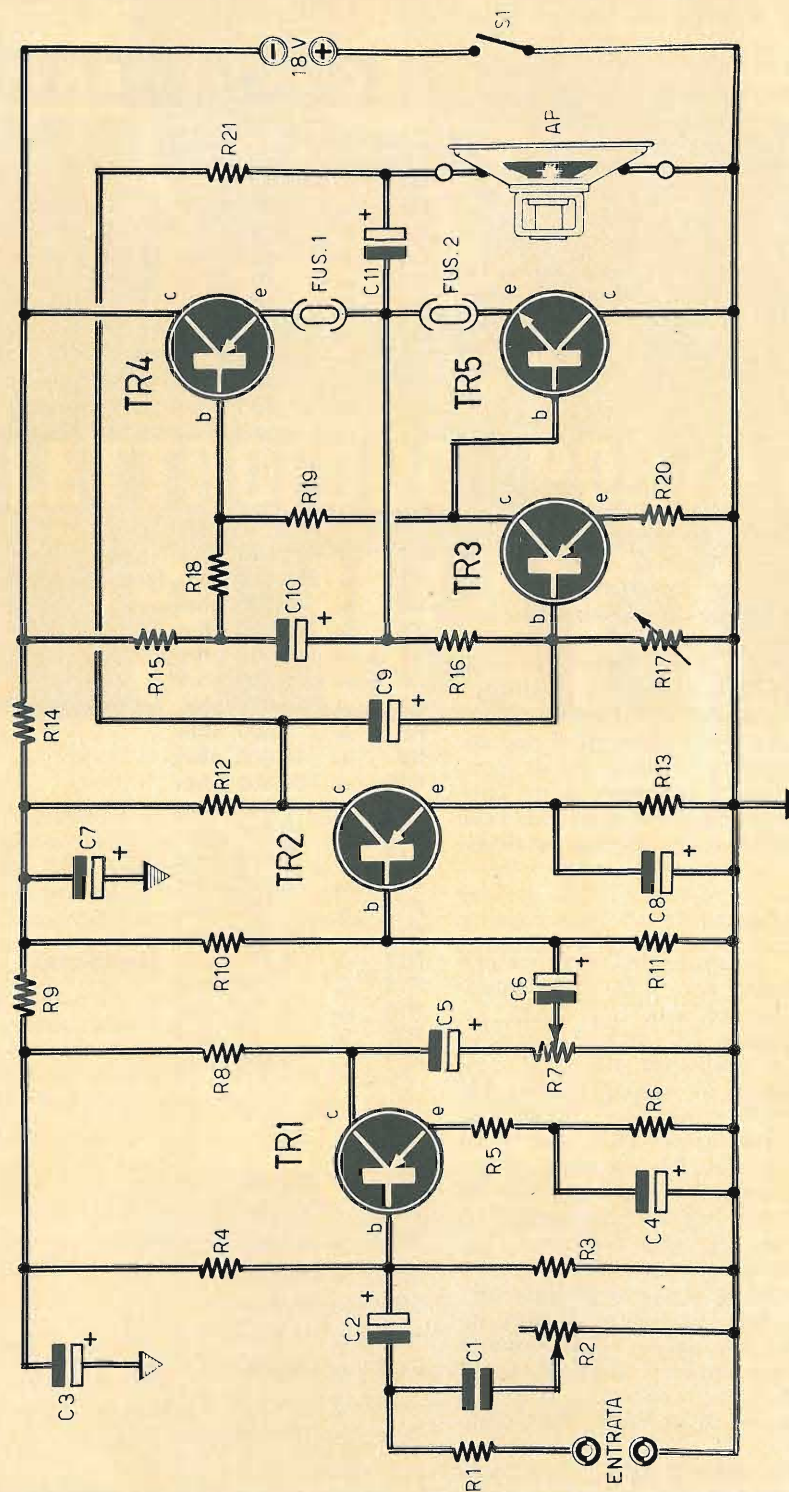 S1
18 V
AP
R21
C11
+
FUS. 1
FUS. 2
TR4
c
e
b
TR5
e
c
b
R19
R18
R20
TR3
c
e
b
R15
C10
+
R16
R17
C9
+
R14
R12
C7
+
TR2
c
e
b
R13
C8
+
R10
R11
C6
+
R9
R8
C5
+
R7
TR1
c
e
b
R5
R6
C4
+
R4
R3
C2
+
C1
R2
C3
+
R1
ENTRATA